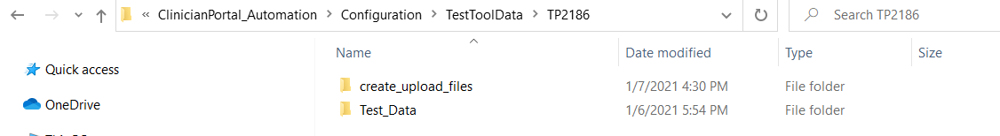 « ClinicianPortal_Automation > Configuration > TestToolData > TP2186
Search TP2186
Name Date modified Type Size
Quick access
create_upload_files 1/7/2021 4:30 PM File folder
OneDrive
Test_Data 1/6/2021 5:54 PM File folder